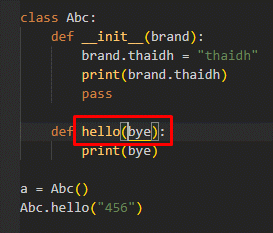 class Abc:
    def __init__(brand):
        brand.thaidh = "thaidh"
        print(brand.thaidh)
        pass

    def hello(bye):
        print(bye)

a = Abc()
Abc.hello("456")